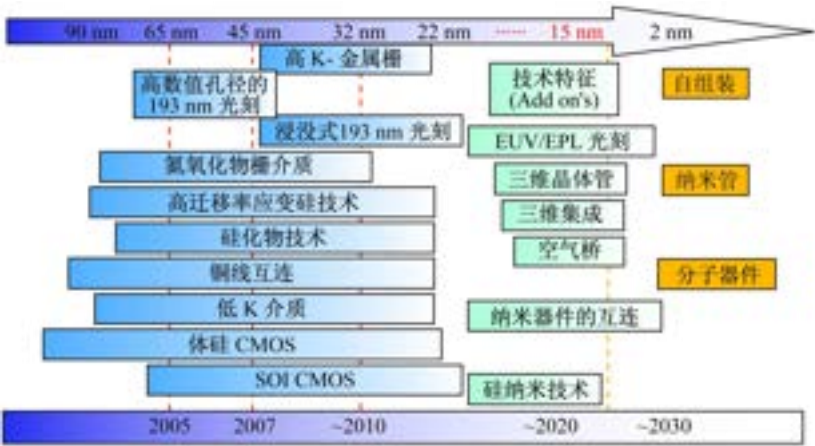 90 nm 65 nm 45 nm 32 nm 22 nm ······ 15 nm 2 nm
高 K- 金属栅
高数值孔径的
193 nm 光刻
技术特征
(Add on's)
自组装
浸没式193 nm 光刻
EUV/EPL 光刻
氮氧化物栅介质
三维晶体管
纳米管
高迁移率应变硅技术
三维集成
硅化物技术
空气桥
铜线互连
分子器件
低 K 介质
纳米器件的互连
体硅 CMOS
SOI CMOS
硅纳米技术
2005 2007 ~2010 ~2020 ~2030